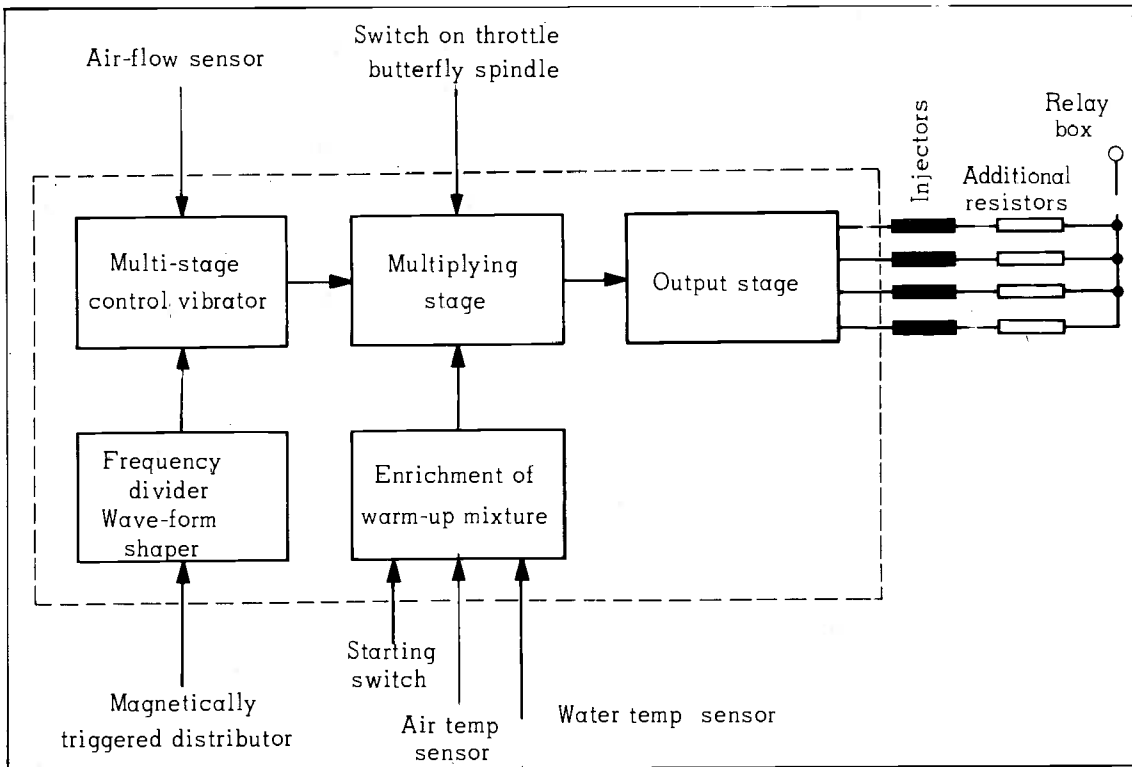 Air-flow sensor
Switch on throttle
butterfly spindle
Injectors
Relay
box
Additional
resistors
Multi-stage
control vibrator
Multiplying
stage
Output stage
Frequency
divider
Wave-form
shaper
Enrichment of
warm-up mixture
Starting
switch
Magnetically
triggered distributor
Air temp
sensor
Water temp sensor